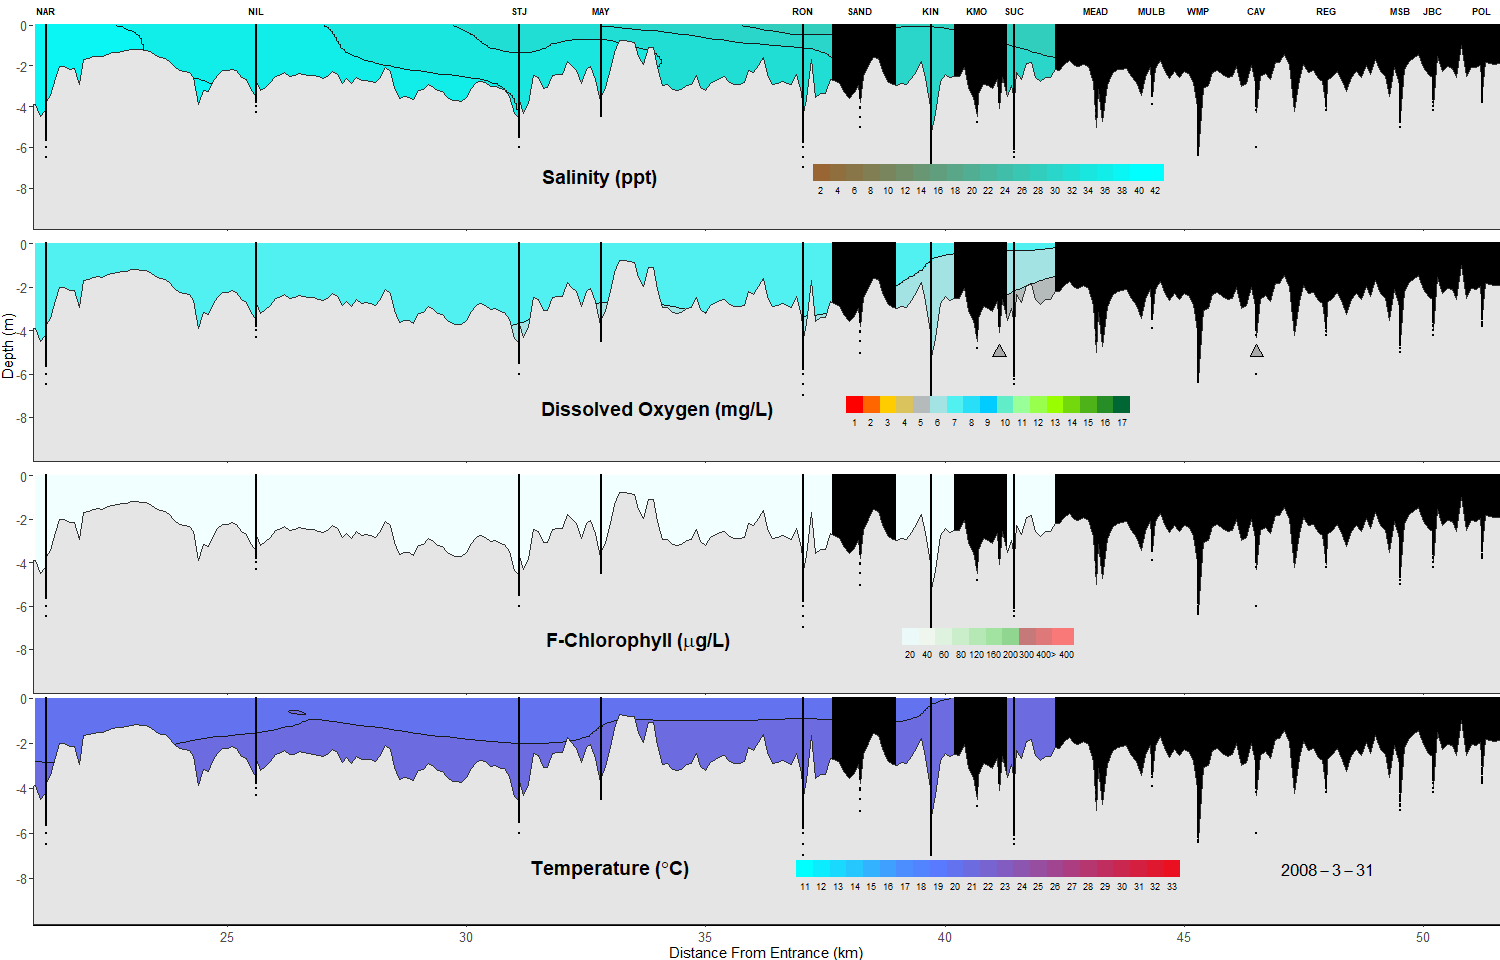 NAR NIL STJ MAY RON SAND KIN KMO SUC MEAD MULB WMP CAV REG MSB JBC POL
0
-2
-4
-6
-8
Salinity (ppt)
2 4 6 8 10 12 14 16 18 20 22 24 26 28 30 32 34 36 38 40 42
0
-2
-4
-6
-8
Depth (m)
Dissolved Oxygen (mg/L)
1 2 3 4 5 6 7 8 9 10 11 12 13 14 15 16 17
0
-2
-4
-6
-8
F-Chlorophyll (μg/L)
20 40 60 80 120 160 200 300 400> 400
0
-2
-4
-6
-8
Temperature (°C)
11 12 13 14 15 16 17 18 19 20 21 22 23 24 25 26 27 28 29 30 31 32 33
2008 – 3 – 31
25 30 35 40 45 50
Distance From Entrance (km)